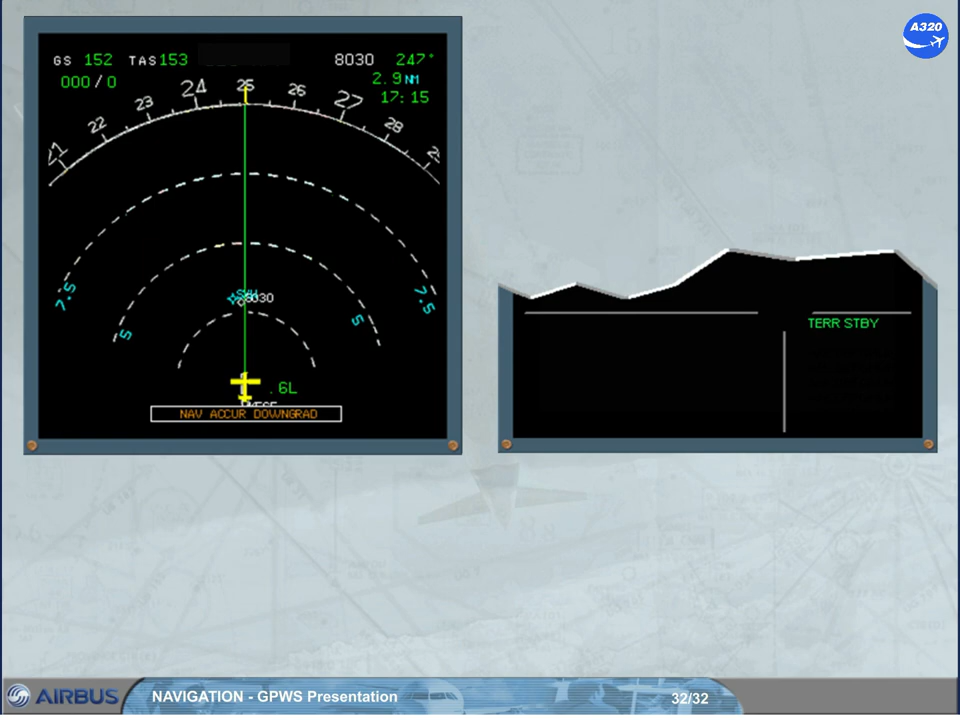 A320
GS 152 TAS 153 8030 247°
000 / 0 2.9 NM
17:15
21 22 23 24 25 26 27 28
7.5 7.5
8030
5 5
.6L
NAV ACCUR DOWNGRAD
TERR STBY
AIRBUS
NAVIGATION - GPWS Presentation
32/32